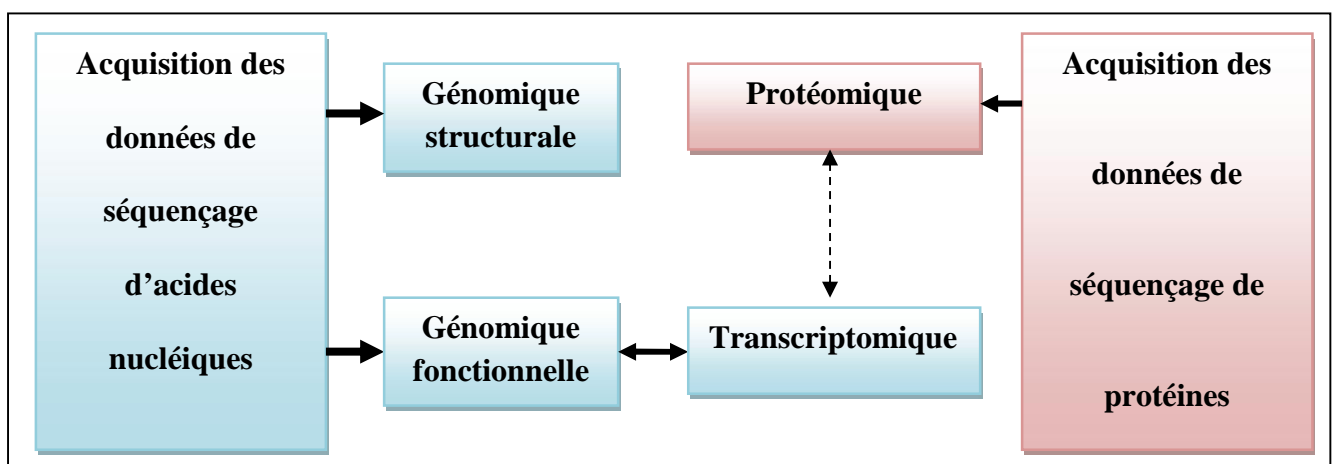 Acquisition des
données de
séquençage
d’acides
nucléiques
Génomique
structurale
Génomique
fonctionnelle
Protéomique
Transcriptomique
Acquisition des
données de
séquençage de
protéines